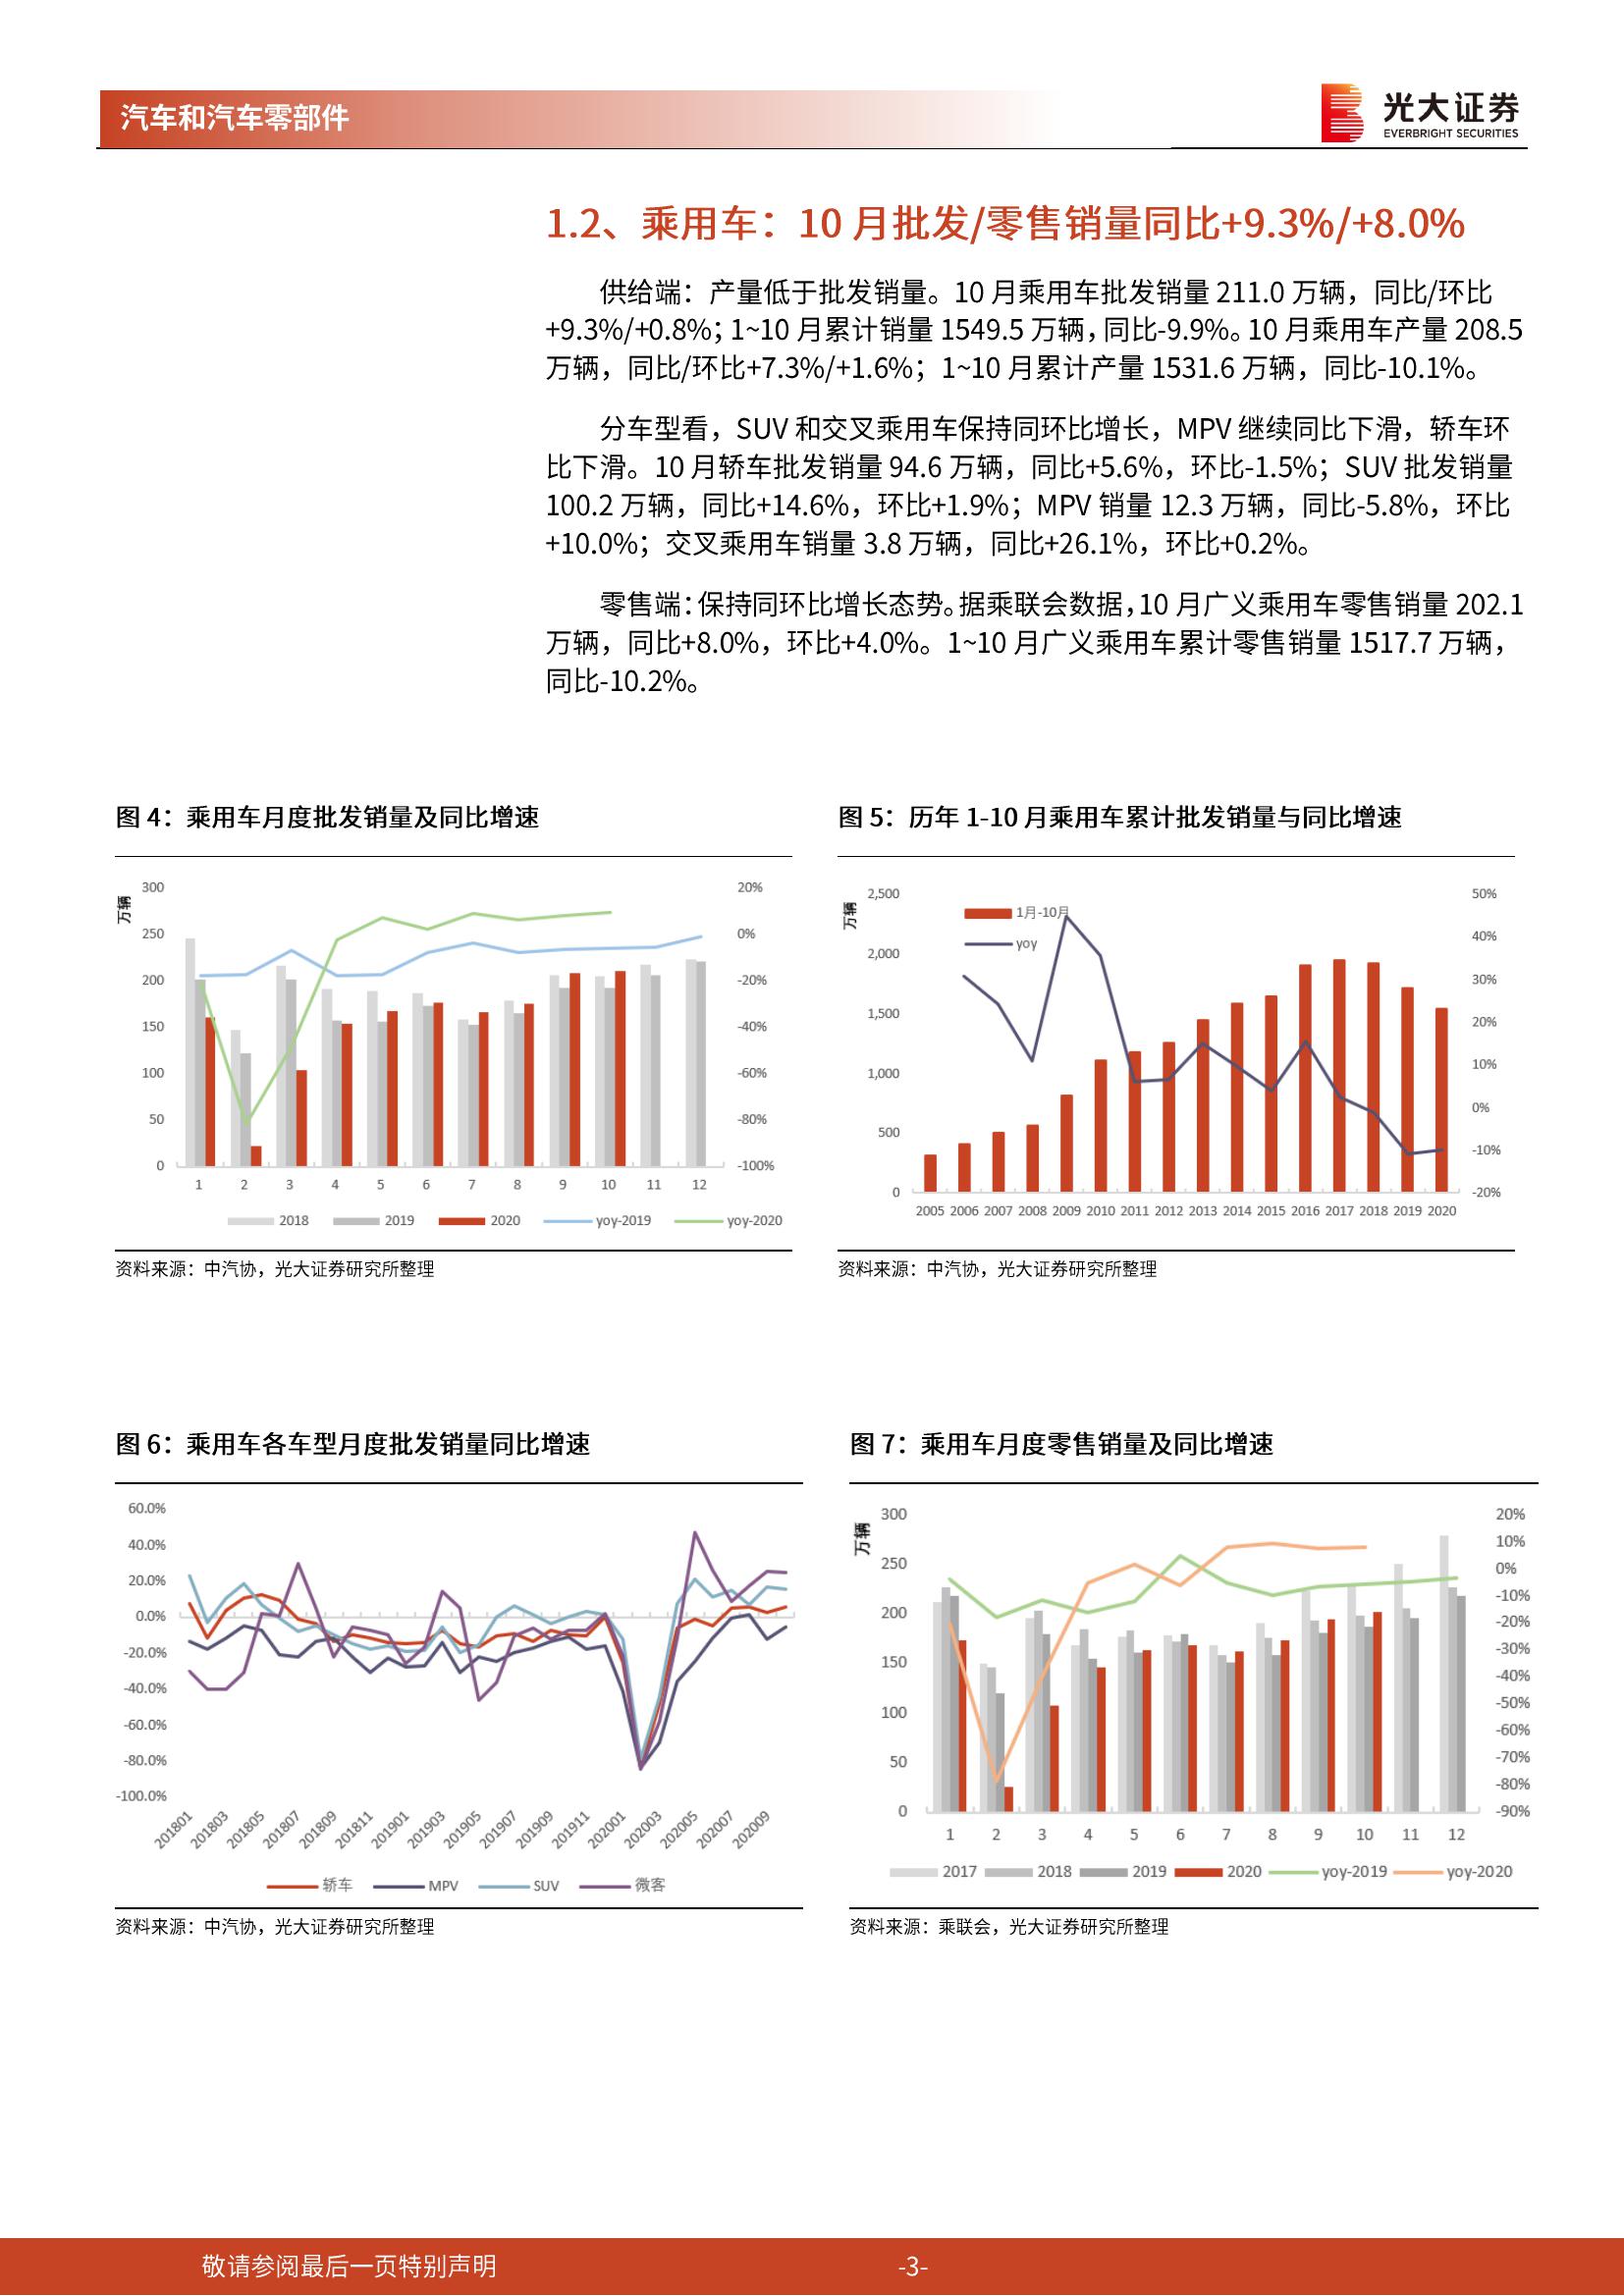 汽车和汽车零部件
光大证券
EVERBRIGHT SECURITIES
1.2、乘用车：10 月批发/零售销量同比+9.3%/+8.0%
供给端：产量低于批发销量。10 月乘用车批发销量 211.0 万辆，同比/环比
+9.3%/+0.8%；1~10 月累计销量 1549.5 万辆，同比-9.9%。10 月乘用车产量 208.5
万辆，同比/环比+7.3%/+1.6%；1~10 月累计产量 1531.6 万辆，同比-10.1%。
分车型看，SUV 和交叉乘用车保持同环比增长，MPV 继续同比下滑，轿车环
比下滑。10 月轿车批发销量 94.6 万辆，同比+5.6%，环比-1.5%；SUV 批发销量
100.2 万辆，同比+14.6%，环比+1.9%；MPV 销量 12.3 万辆，同比-5.8%，环比
+10.0%；交叉乘用车销量 3.8 万辆，同比+26.1%，环比+0.2%。
零售端：保持同环比增长态势。据乘联会数据，10 月广义乘用车零售销量 202.1
万辆，同比+8.0%，环比+4.0%。1~10 月广义乘用车累计零售销量 1517.7 万辆，
同比-10.2%。
图 4：乘用车月度批发销量及同比增速
万辆
300
250
200
150
100
50
0
20%
0%
-20%
-40%
-60%
-80%
-100%
1 2 3 4 5 6 7 8 9 10 11 12
2018 2019 2020 yoy-2019 yoy-2020
资料来源：中汽协，光大证券研究所整理
图 5：历年 1-10 月乘用车累计批发销量与同比增速
万辆
2,500
2,000
1,500
1,000
500
0
1月-10月
yoy
50%
40%
30%
20%
10%
0%
-10%
-20%
2005 2006 2007 2008 2009 2010 2011 2012 2013 2014 2015 2016 2017 2018 2019 2020
资料来源：中汽协，光大证券研究所整理
图 6：乘用车各车型月度批发销量同比增速
60.0%
40.0%
20.0%
0.0%
-20.0%
-40.0%
-60.0%
-80.0%
-100.0%
201801 201803 201805 201807 201809 201811 201901 201903 201905 201907 201909 201911 202001 202003 202005 202007 202009
轿车 MPV SUV 微客
资料来源：中汽协，光大证券研究所整理
图 7：乘用车月度零售销量及同比增速
万辆
300
250
200
150
100
50
0
20%
10%
0%
-10%
-20%
-30%
-40%
-50%
-60%
-70%
-80%
-90%
1 2 3 4 5 6 7 8 9 10 11 12
2017 2018 2019 2020 yoy-2019 yoy-2020
资料来源：乘联会，光大证券研究所整理
敬请参阅最后一页特别声明
-3-